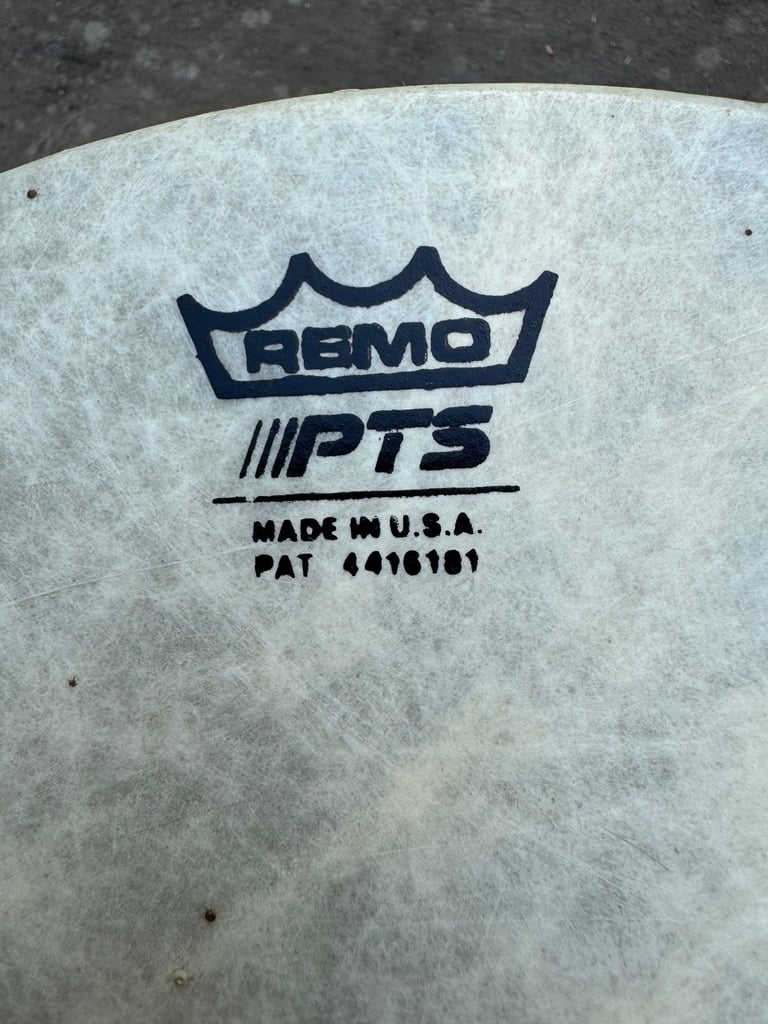 REMO
PTS
MADE IN U.S.A.
PAT 4416181